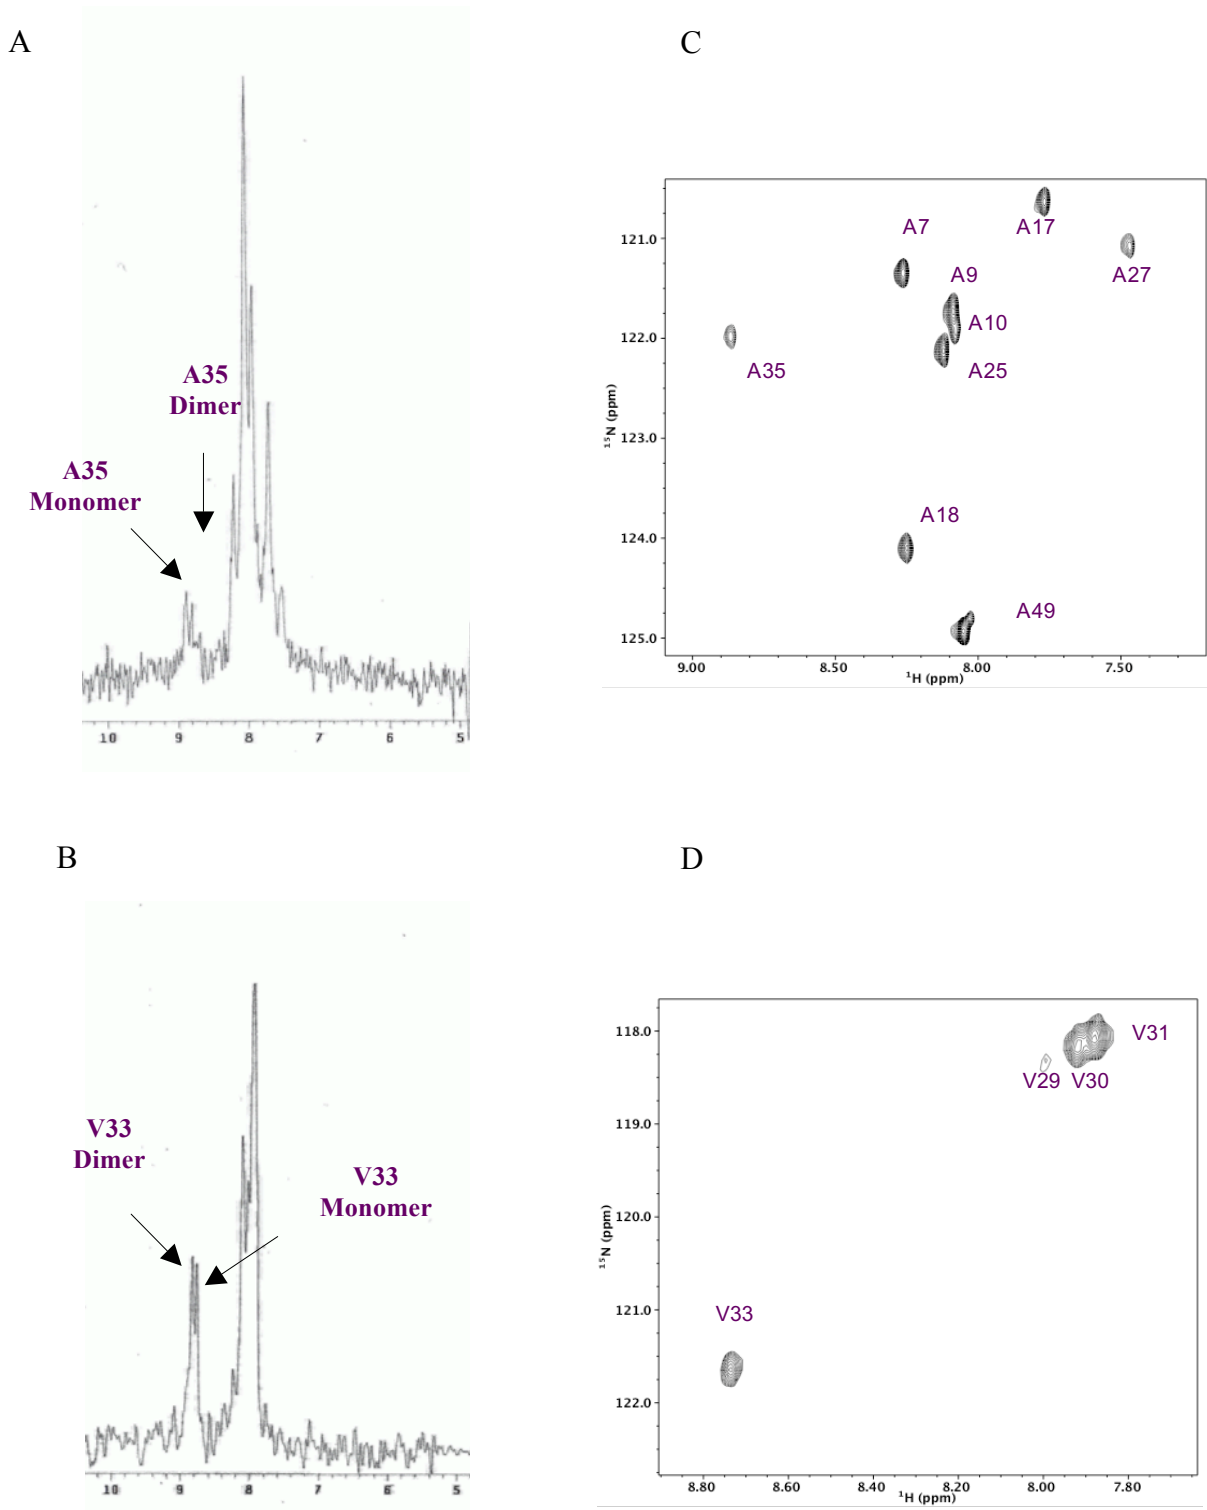 A
A35
Dimer
A35
Monomer
10 9 8 7 6 5
C
A7
A17
A27
A9
A10
A35
A25
A18
A49
121.0
122.0
123.0
124.0
125.0
¹⁵N (ppm)
9.00 8.50 8.00 7.50
¹H (ppm)
B
V33
Dimer
V33
Monomer
10 9 8 7 6 5
D
V31
V29 V30
V33
118.0
119.0
120.0
121.0
122.0
¹⁵N (ppm)
8.80 8.60 8.40 8.20 8.00 7.80
¹H (ppm)